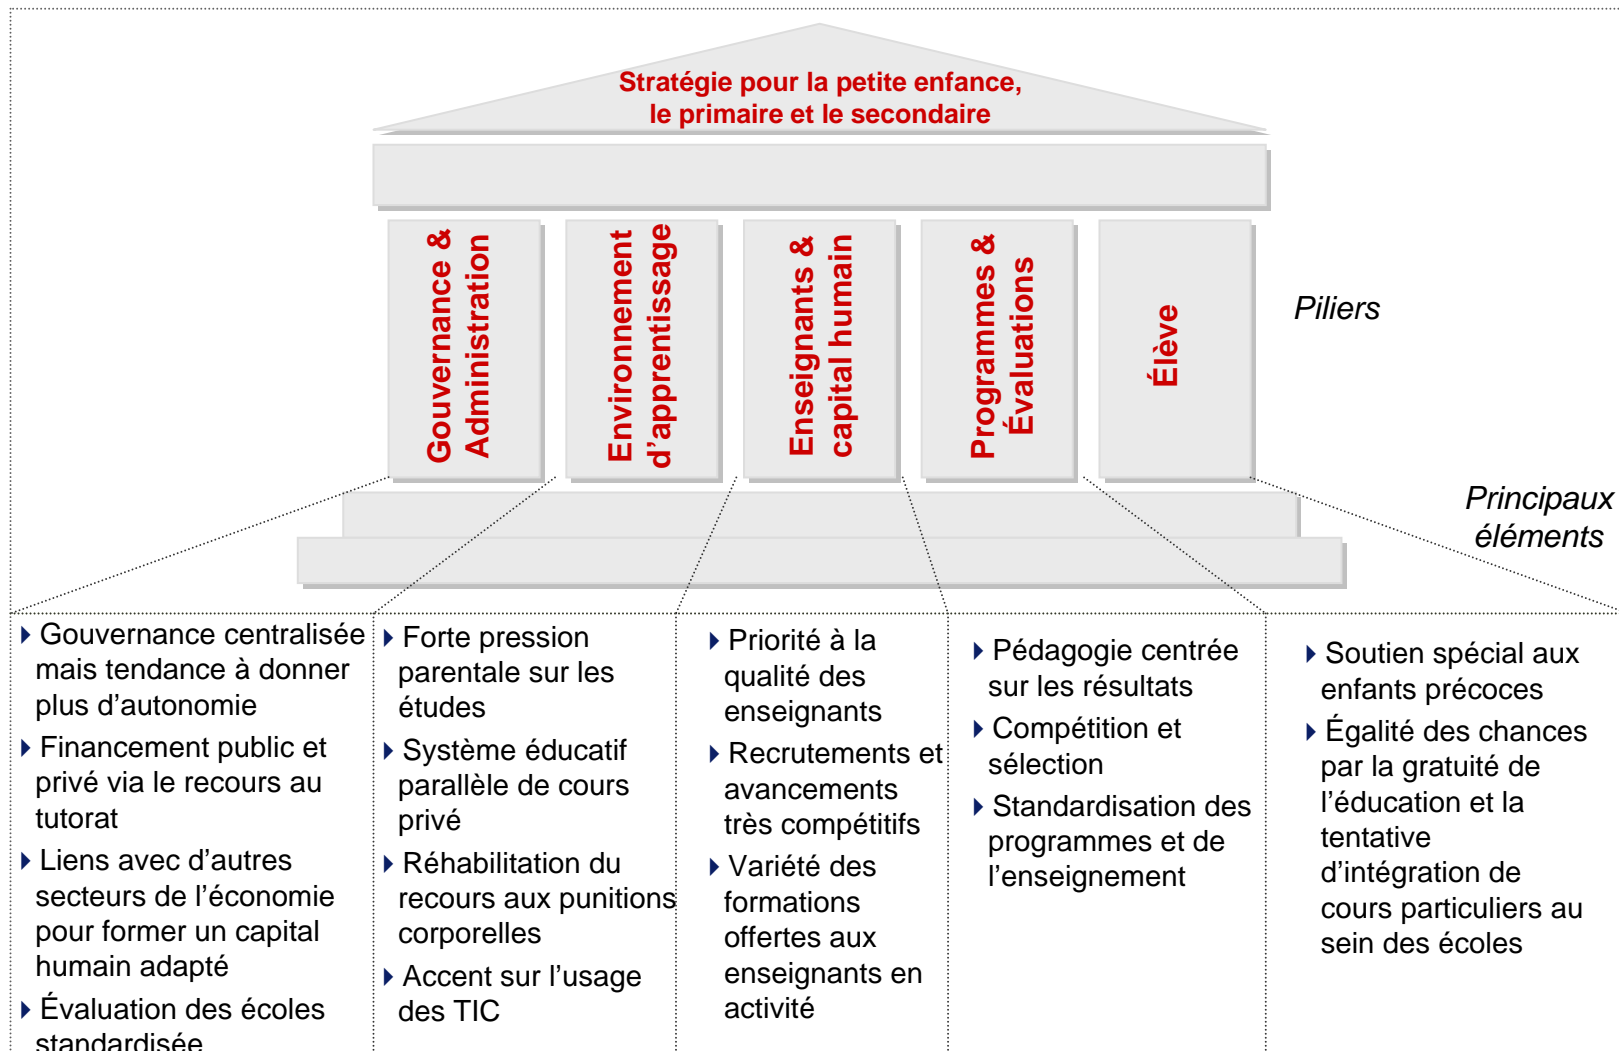 Stratégie pour la petite enfance,
le primaire et le secondaire
Gouvernance &
Administration
Environnement
d’apprentissage
Enseignants &
capital humain
Programmes &
Évaluations
Élève
Piliers
Principaux
éléments
Gouvernance centralisée
mais tendance à donner
plus d’autonomie
Financement public et
privé via le recours au
tutorat
Liens avec d’autres
secteurs de l’économie
pour former un capital
humain adapté
Évaluation des écoles
standardisée
Forte pression
parentale sur les
études
Système éducatif
parallèle de cours
privé
Réhabilitation du
recours aux punitions
corporelles
Accent sur l’usage
des TIC
Priorité à la
qualité des
enseignants
Recrutements et
avancements
très compétitifs
Variété des
formations
offertes aux
enseignants en
activité
Pédagogie centrée
sur les résultats
Compétition et
sélection
Standardisation des
programmes et de
l’enseignement
Soutien spécial aux
enfants précoces
Égalité des chances
par la gratuité de
l’éducation et la
tentative
d’intégration de
cours particuliers au
sein des écoles